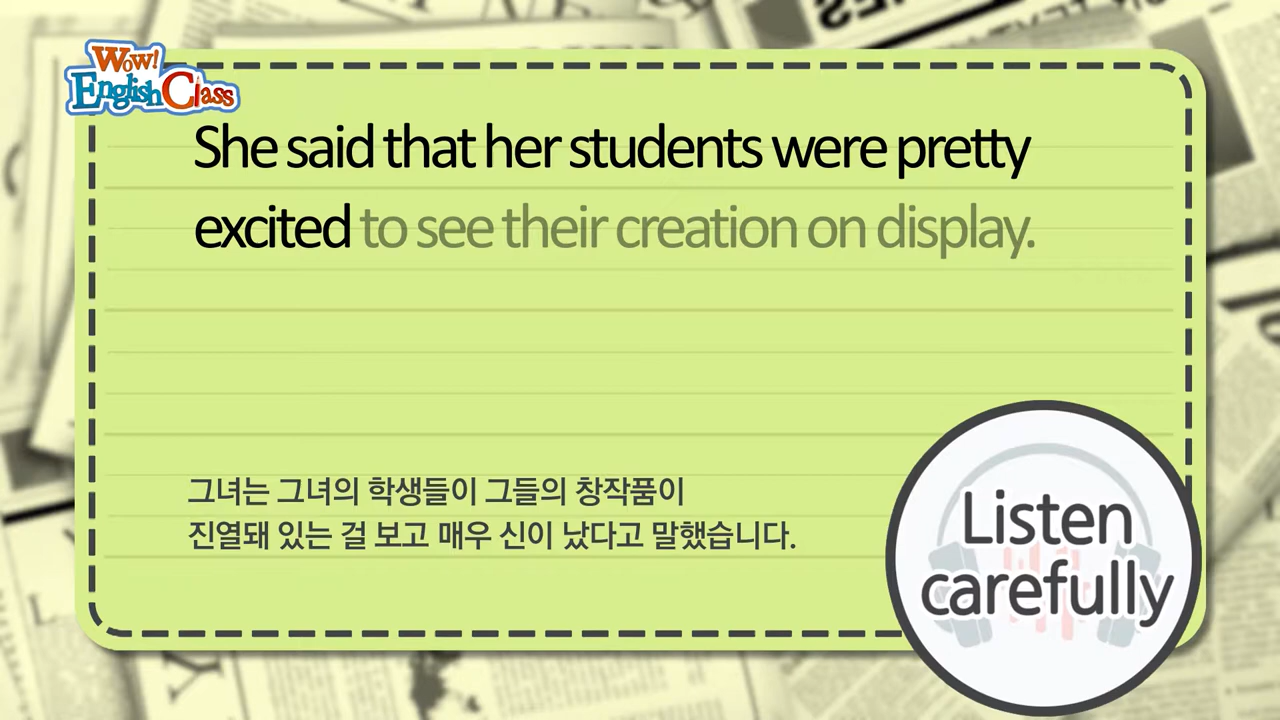 Wow!
English Class
She said that her students were pretty
excited to see their creation on display.
그녀는 그녀의 학생들이 그들의 창작품이
진열돼 있는 걸 보고 매우 신이 났다고 말했습니다.
Listen
carefully